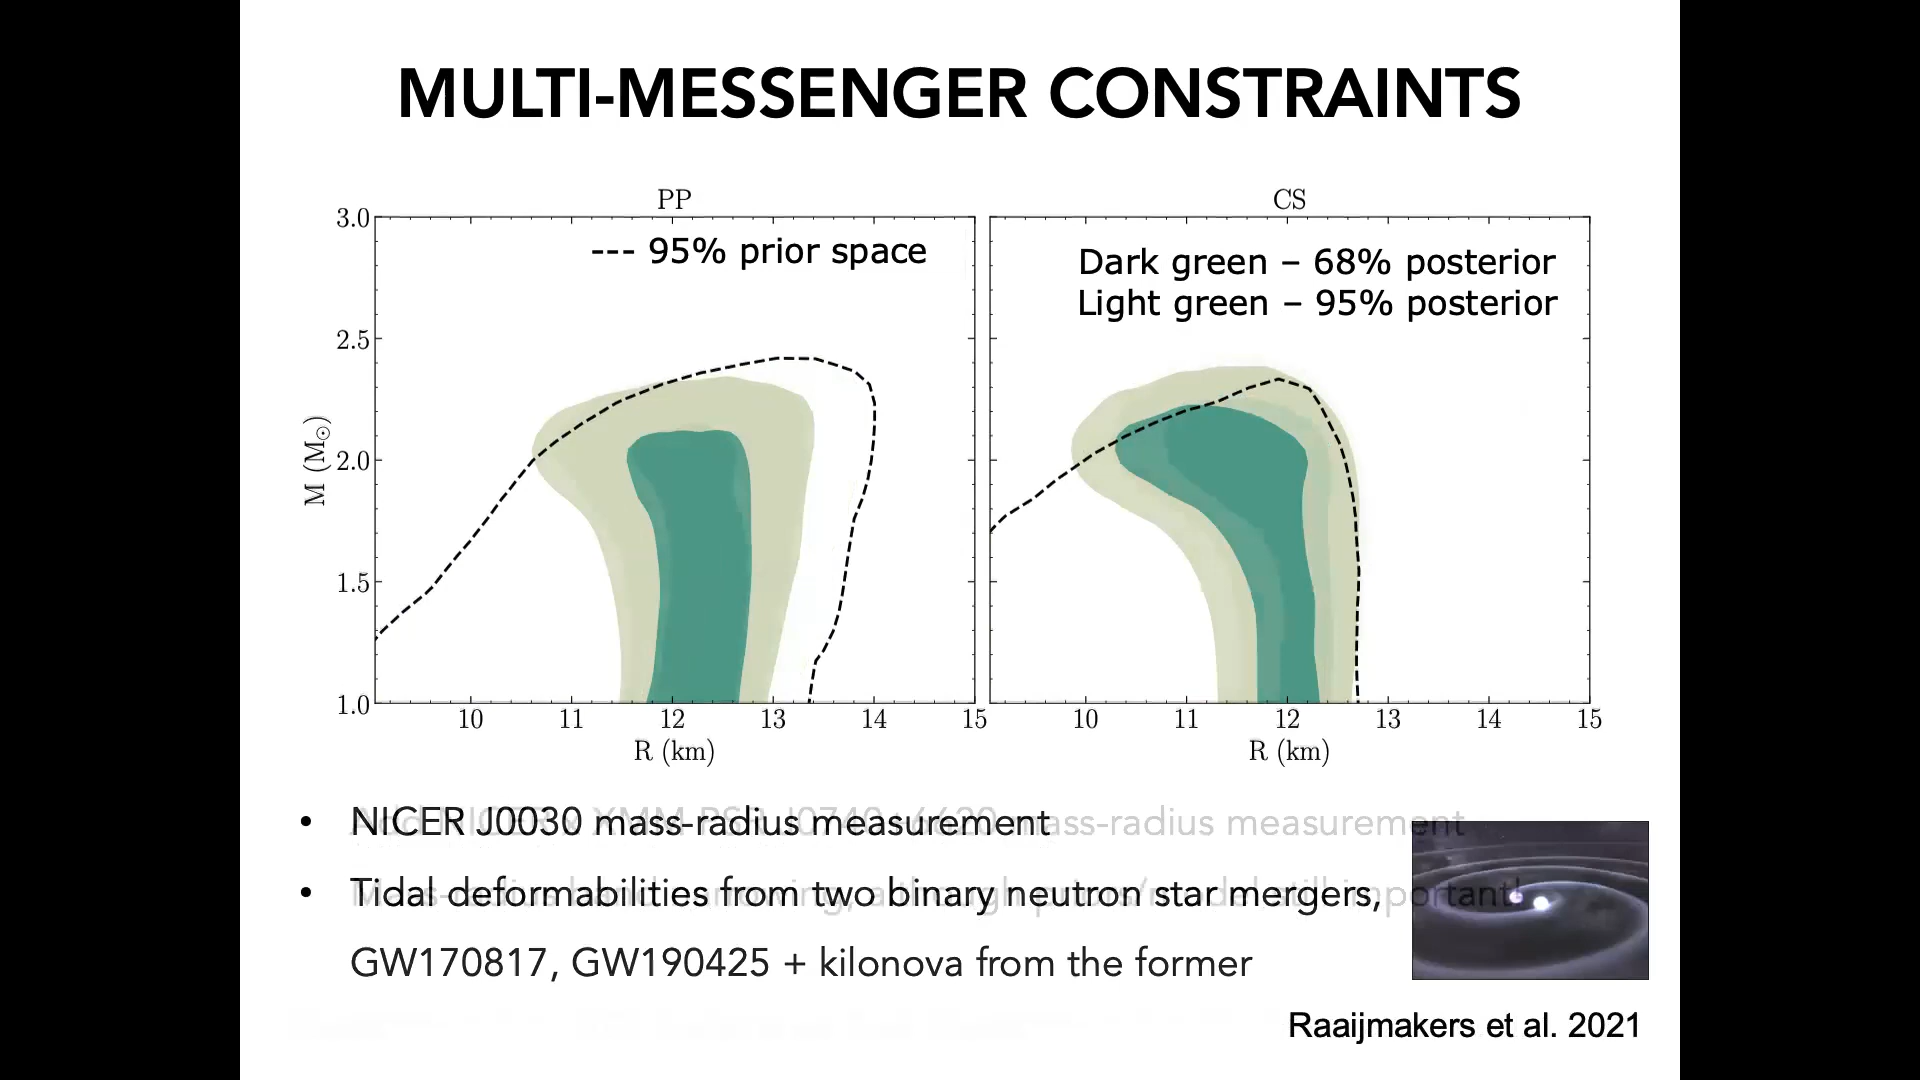 MULTI-MESSENGER CONSTRAINTS
PP
CS
--- 95% prior space
Dark green – 68% posterior
Light green – 95% posterior
3.0
2.5
2.0
1.5
1.0
M (M☉)
10 11 12 13 14 15
10 11 12 13 14 15
R (km)
R (km)
• NICER J0030 mass-radius measurement
mass-radius measurement
• Tidal deformabilities from two binary neutron star mergers,
GW170817, GW190425 + kilonova from the former
Raaijmakers et al. 2021